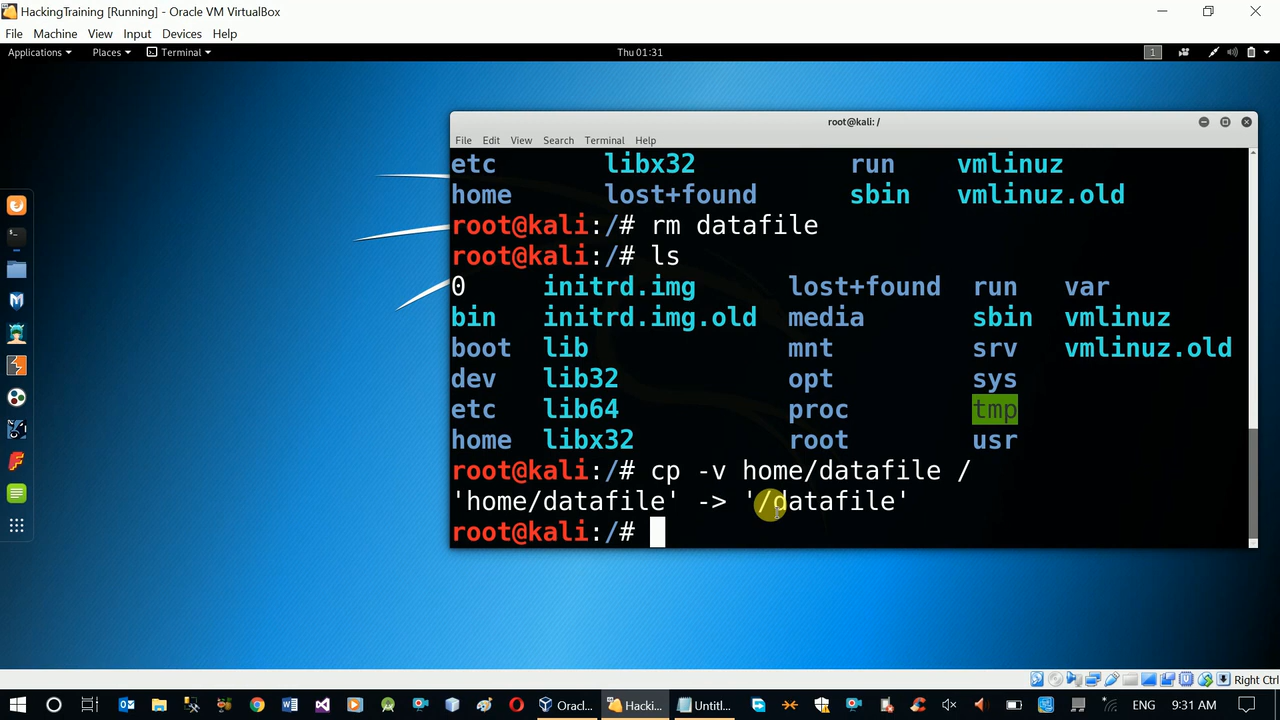 HackingTraining [Running] - Oracle VM VirtualBox
File Machine View Input Devices Help
Applications Places Terminal Thu 01:31 1
root@kali: /
File Edit View Search Terminal Help
etc libx32 run vmlinuz
home lost+found sbin vmlinuz.old
root@kali:/# rm datafile
root@kali:/# ls
0 initrd.img lost+found run var
bin initrd.img.old media sbin vmlinuz
boot lib mnt srv vmlinuz.old
dev lib32 opt sys
etc lib64 proc tmp
home libx32 root usr
root@kali:/# cp -v home/datafile /
'home/datafile' -> '/datafile'
root@kali:/#
Right Ctrl
Oracl... Hacki... Untitl... ENG 9:31 AM